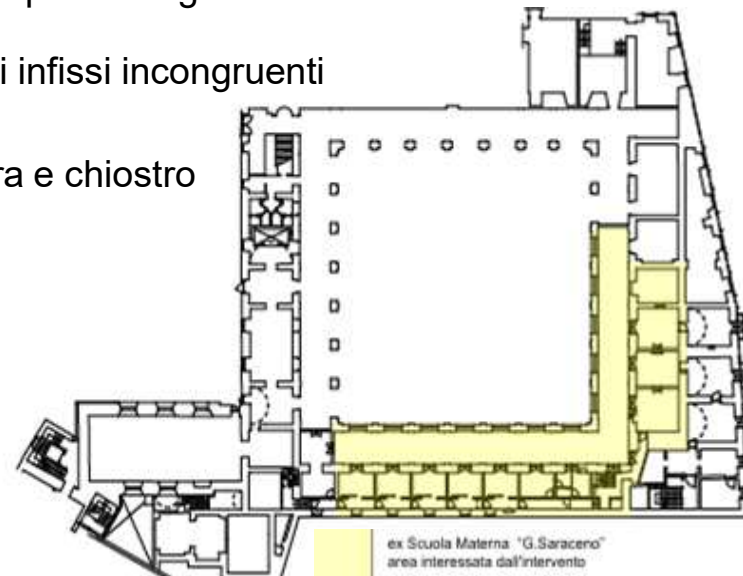 i infissi incongruenti
ra e chiostro
ex Scuola Materna "G.Saraceno"
area interessata dall'intervento